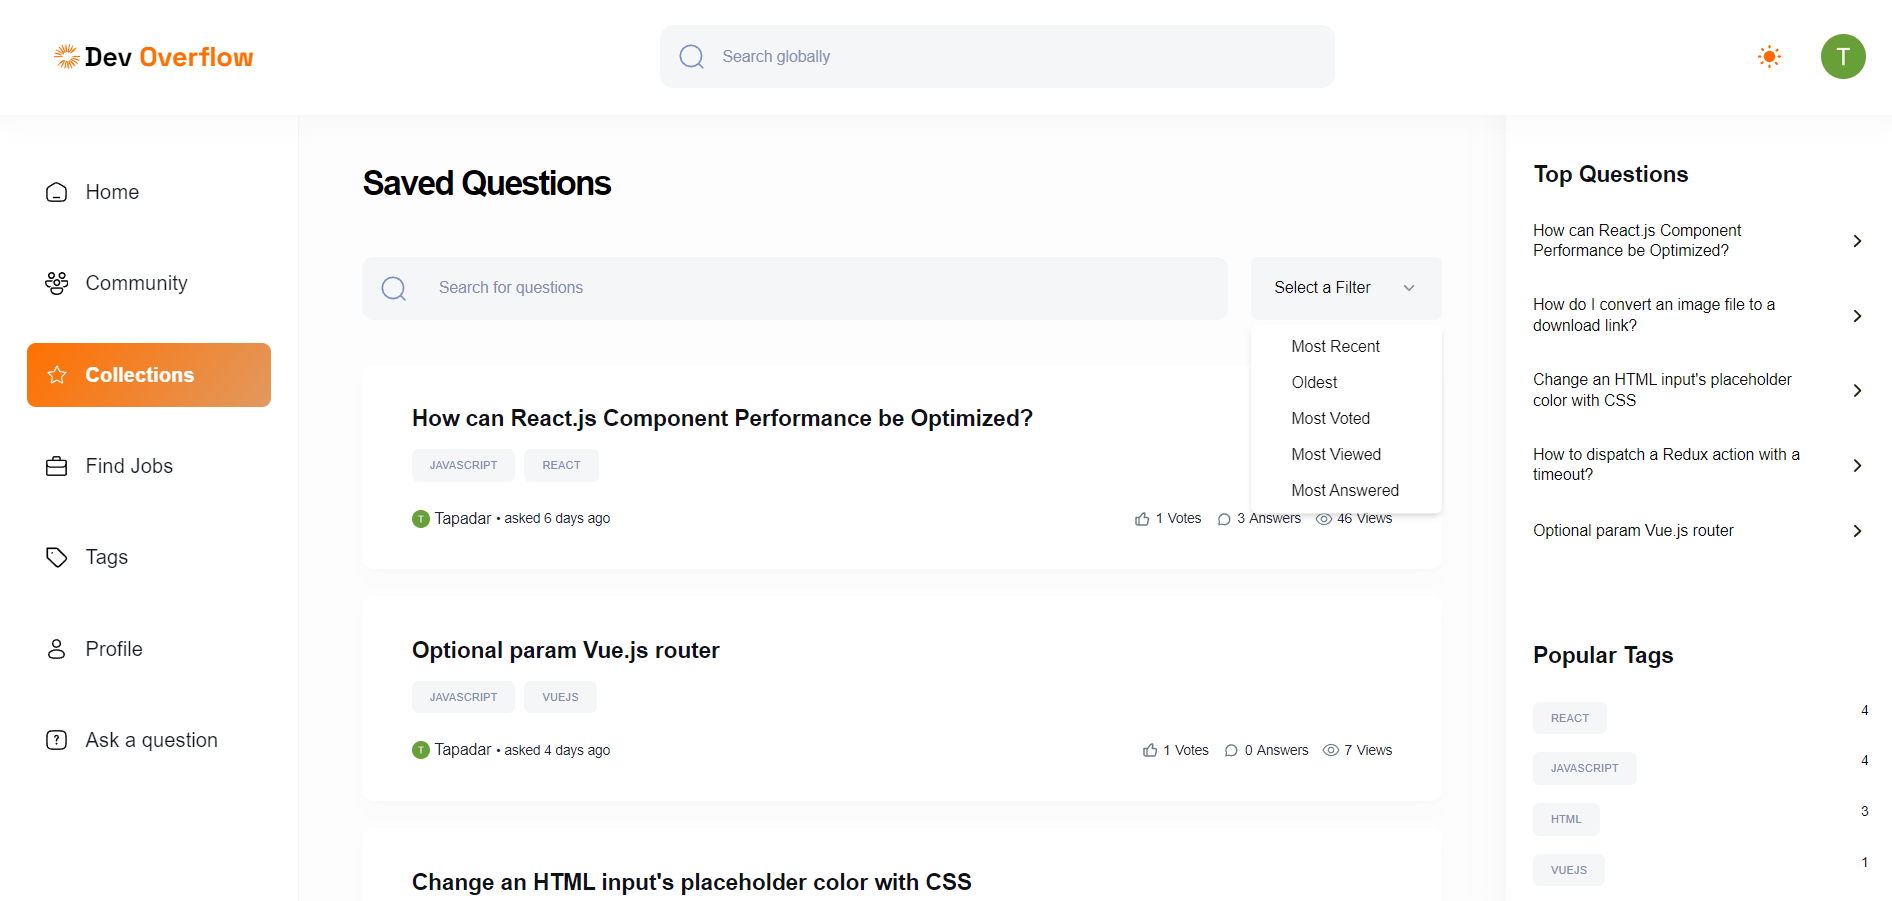 Dev Overflow
Search globally
T
Home
Community
Collections
Find Jobs
Tags
Profile
Ask a question
Saved Questions
Search for questions
Select a Filter
Most Recent
Oldest
Most Voted
Most Viewed
Most Answered
How can React.js Component Performance be Optimized?
JAVASCRIPT REACT
T Tapadar • asked 6 days ago
1 Votes 3 Answers 46 Views
Optional param Vue.js router
JAVASCRIPT VUEJS
T Tapadar • asked 4 days ago
1 Votes 0 Answers 7 Views
Change an HTML input's placeholder color with CSS
Top Questions
How can React.js Component
Performance be Optimized?
How do I convert an image file to a
download link?
Change an HTML input's placeholder
color with CSS
How to dispatch a Redux action with a
timeout?
Optional param Vue.js router
Popular Tags
REACT 4
JAVASCRIPT 4
HTML 3
VUEJS 1